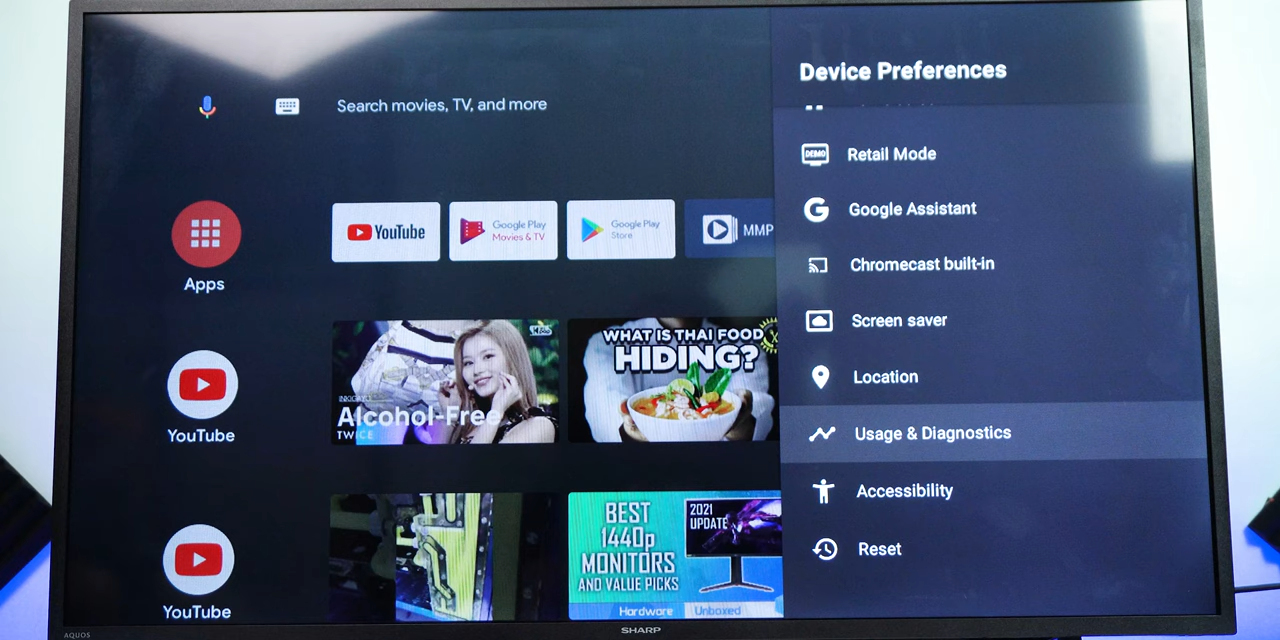 Device Preferences
Search movies, TV, and more
DEMO
Retail Mode
Google Assistant
Chromecast built-in
Screen saver
Location
Usage & Diagnostics
Accessibility
Reset
Apps
YouTube
Google Play
Movies & TV
Google Play
Store
MMP
YouTube
Alcohol-Free
TWICE
WHAT IS THAI FOOD
HIDING?
YouTube
BEST
1440p
MONITORS
AND VALUE PICKS
2021
UPDATE
Hardware Unboxed
AQUOS
SHARP